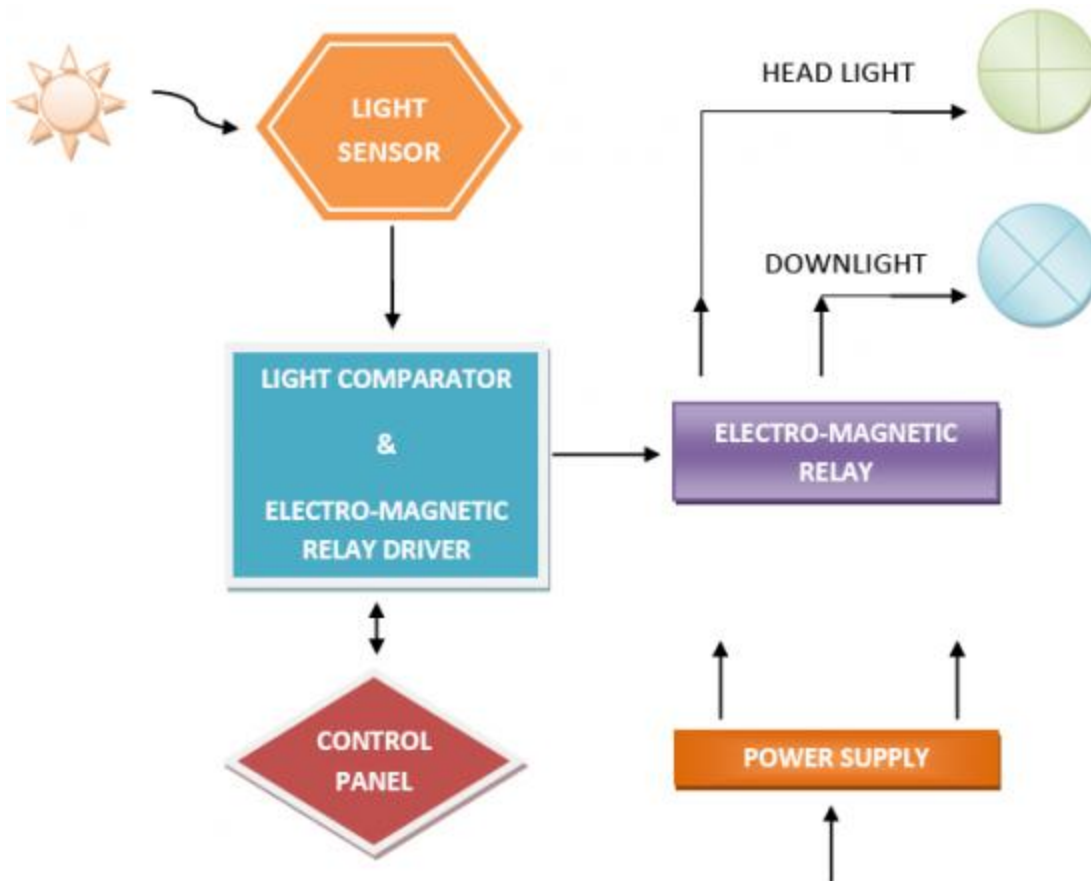 LIGHT
SENSOR
HEAD LIGHT
DOWNLIGHT
LIGHT COMPARATOR
&
ELECTRO-MAGNETIC
RELAY DRIVER
ELECTRO-MAGNETIC
RELAY
CONTROL
PANEL
POWER SUPPLY